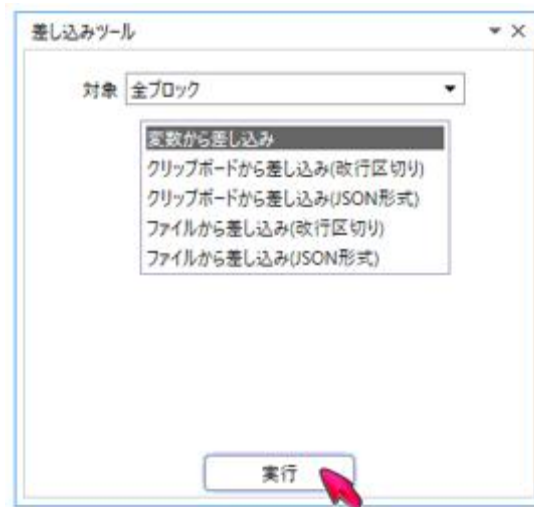 差し込みツール
対象 全ブロック
変数から差し込み
クリップボードから差し込み(改行区切り)
クリップボードから差し込み(JSON形式)
ファイルから差し込み(改行区切り)
ファイルから差し込み(JSON形式)
実行